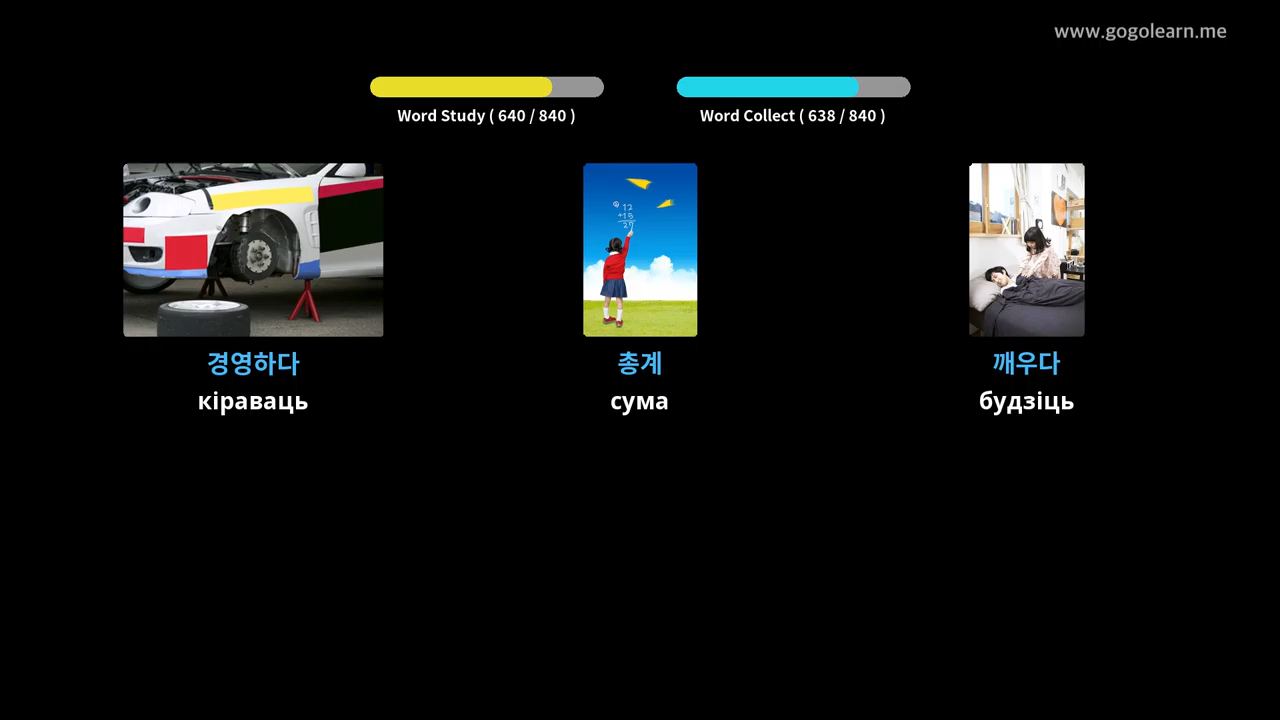 www.gogolearn.me
Word Study ( 640 / 840 )
Word Collect ( 638 / 840 )
경영하다
총계
깨우다
кіраваць
сума
будзіць